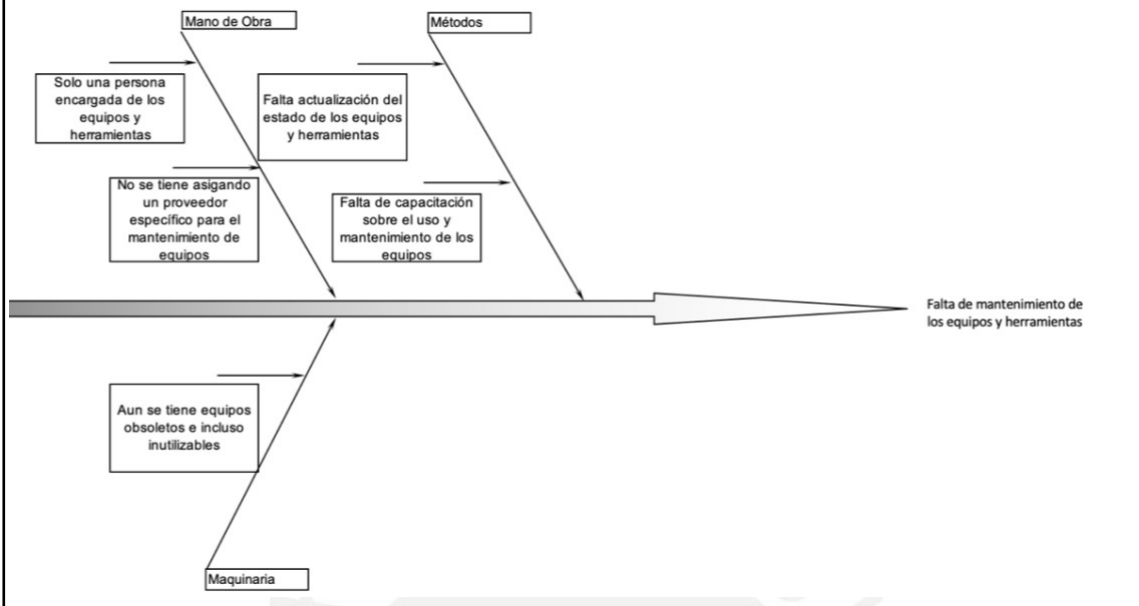 Mano de Obra
Métodos
Solo una persona
encargada de los
equipos y
herramientas
Falta actualización del
estado de los equipos
y herramientas
No se tiene asigando
un proveedor
específico para el
mantenimiento de
equipos
Falta de capacitación
sobre el uso y
mantenimiento de los
equipos
Falta de mantenimiento de
los equipos y herramientas
Aun se tiene equipos
obsoletos e incluso
inutilizables
Maquinaria